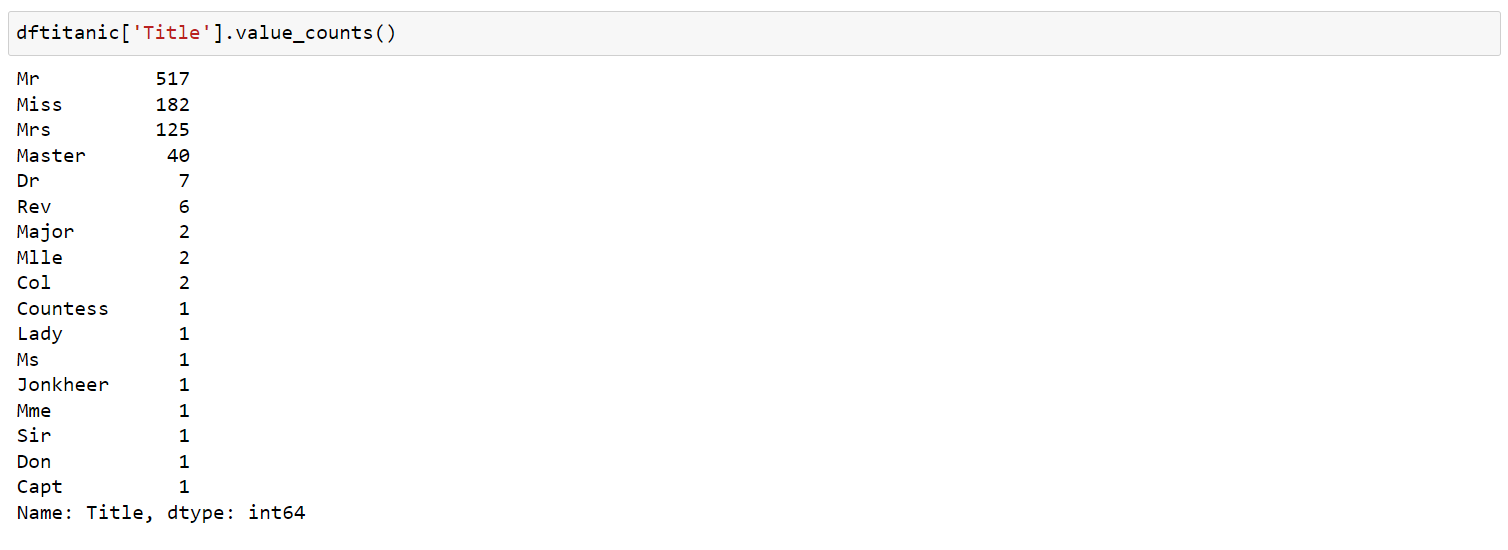 dftitanic['Title'].value_counts()
Mr 517
Miss 182
Mrs 125
Master 40
Dr 7
Rev 6
Major 2
Mlle 2
Col 2
Countess 1
Lady 1
Ms 1
Jonkheer 1
Mme 1
Sir 1
Don 1
Capt 1
Name: Title, dtype: int64